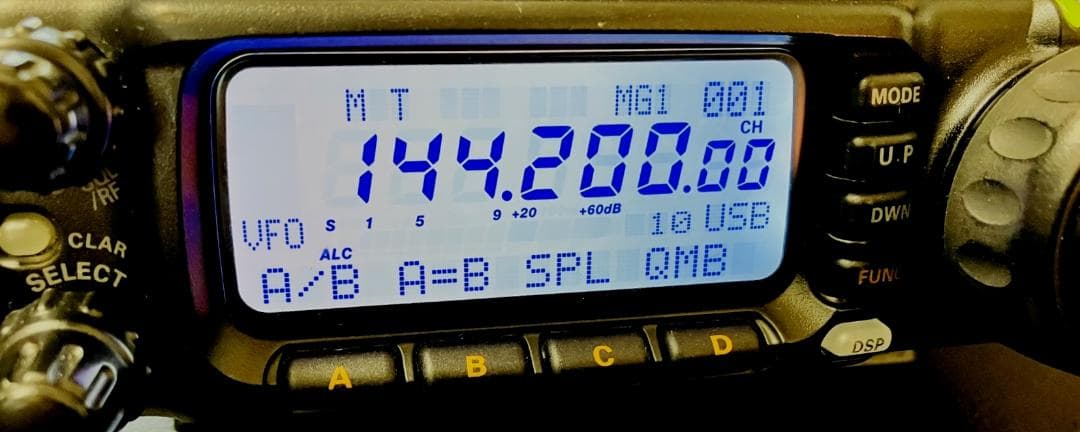 M T MG1 001
CH
144.200.00
VFO S 1 5 9 +20 +60dB 10 USB
ALC
A/B A=B SPL QMB
A B C D
/RF
CLAR
SELECT
MODE
U.P
DWN
FUNC
DSP